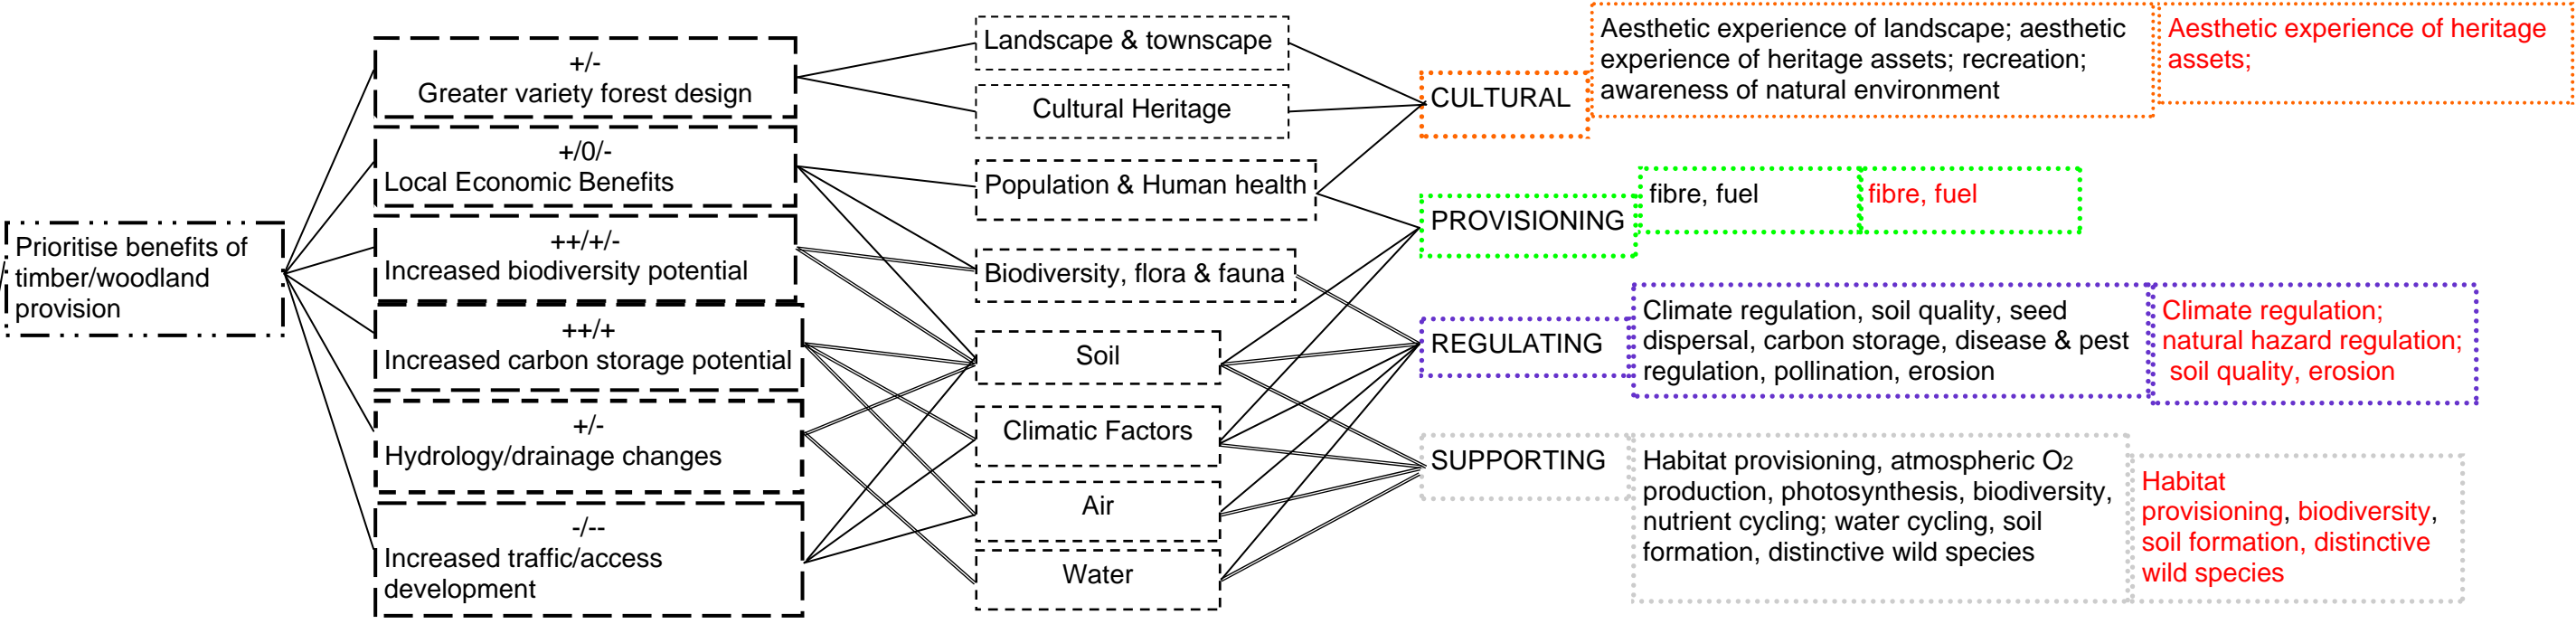 Prioritise benefits of
timber/woodland
provision
+/-
Greater variety forest design
+/0/-
Local Economic Benefits
++/+/-
Increased biodiversity potential
++/+
Increased carbon storage potential
+/-
Hydrology/drainage changes
-/--
Increased traffic/access
development
Landscape & townscape
Cultural Heritage
Population & Human health
Biodiversity, flora & fauna
Soil
Climatic Factors
Air
Water
CULTURAL
Aesthetic experience of landscape; aesthetic
experience of heritage assets; recreation;
awareness of natural environment
Aesthetic experience of heritage
assets;
PROVISIONING
fibre, fuel
fibre, fuel
REGULATING
Climate regulation, soil quality, seed
dispersal, carbon storage, disease & pest
regulation, pollination, erosion
Climate regulation;
natural hazard regulation;
soil quality, erosion
SUPPORTING
Habitat provisioning, atmospheric O2
production, photosynthesis, biodiversity,
nutrient cycling; water cycling, soil
formation, distinctive wild species
Habitat
provisioning, biodiversity,
soil formation, distinctive
wild species